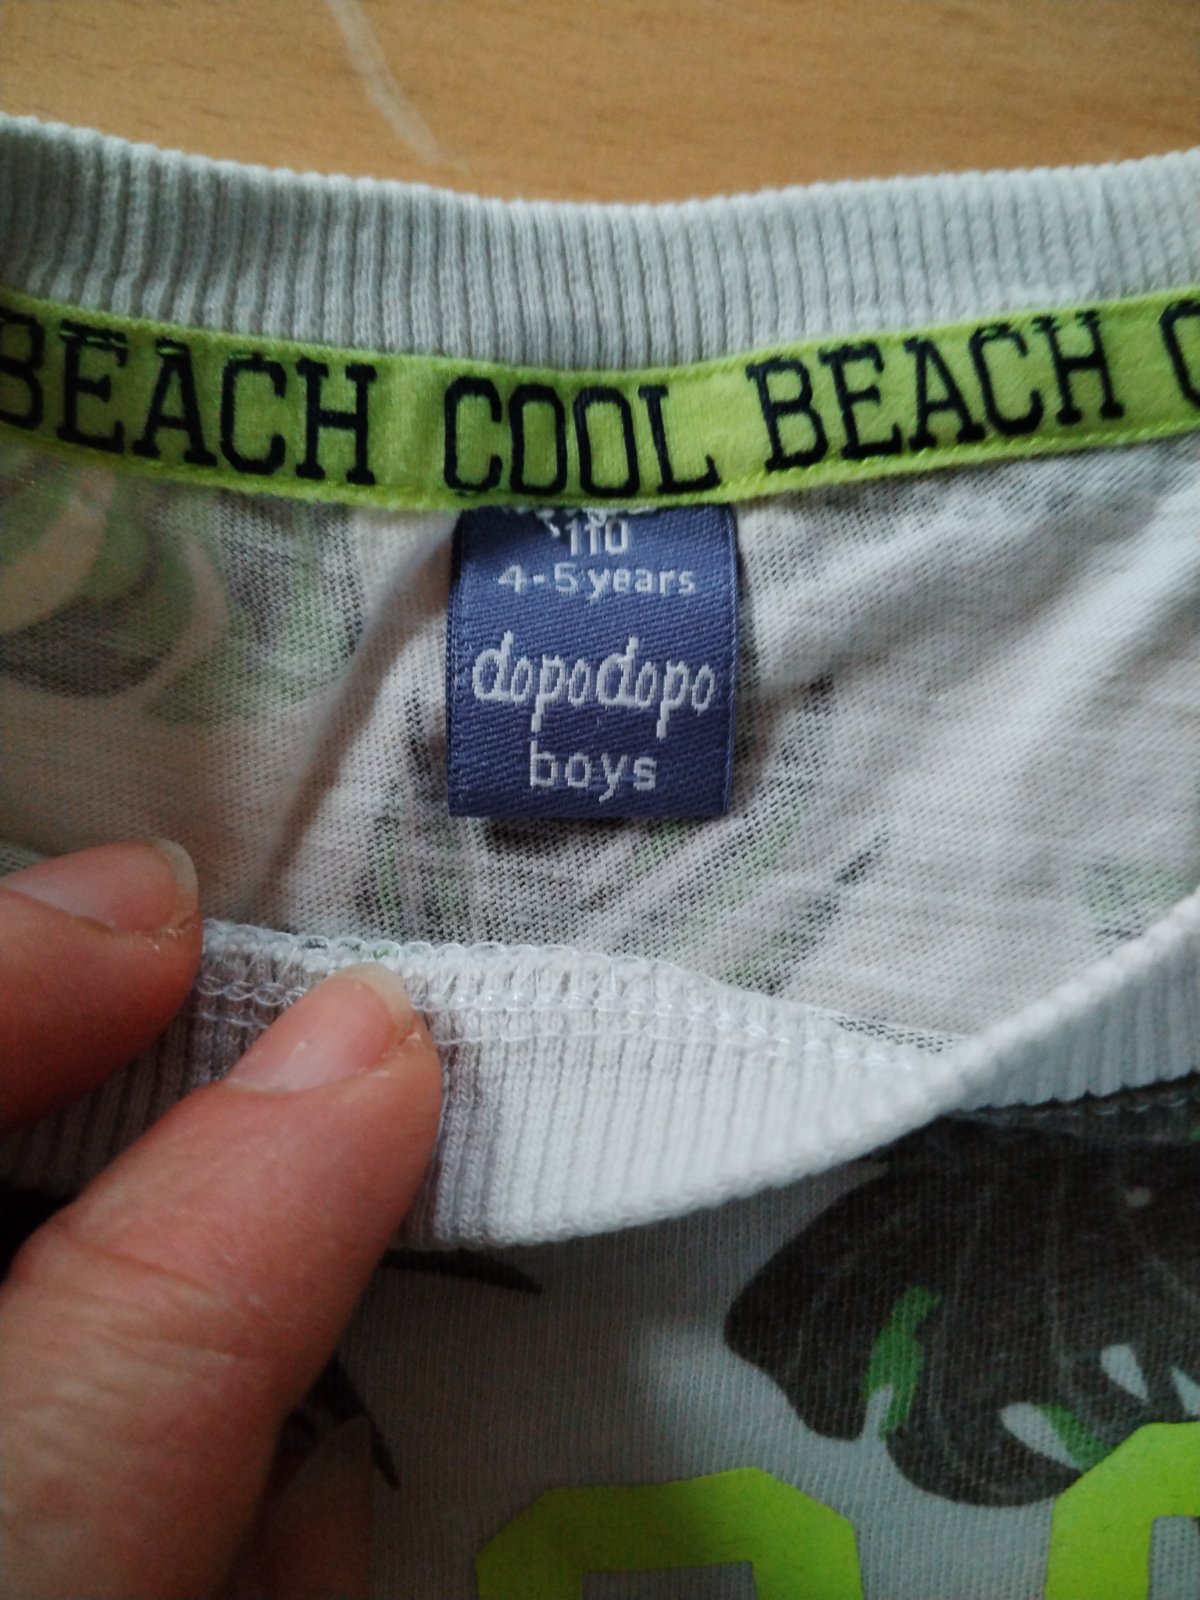 BEACH COOL BEACH C
110
4-5 years
dopodopo
boys